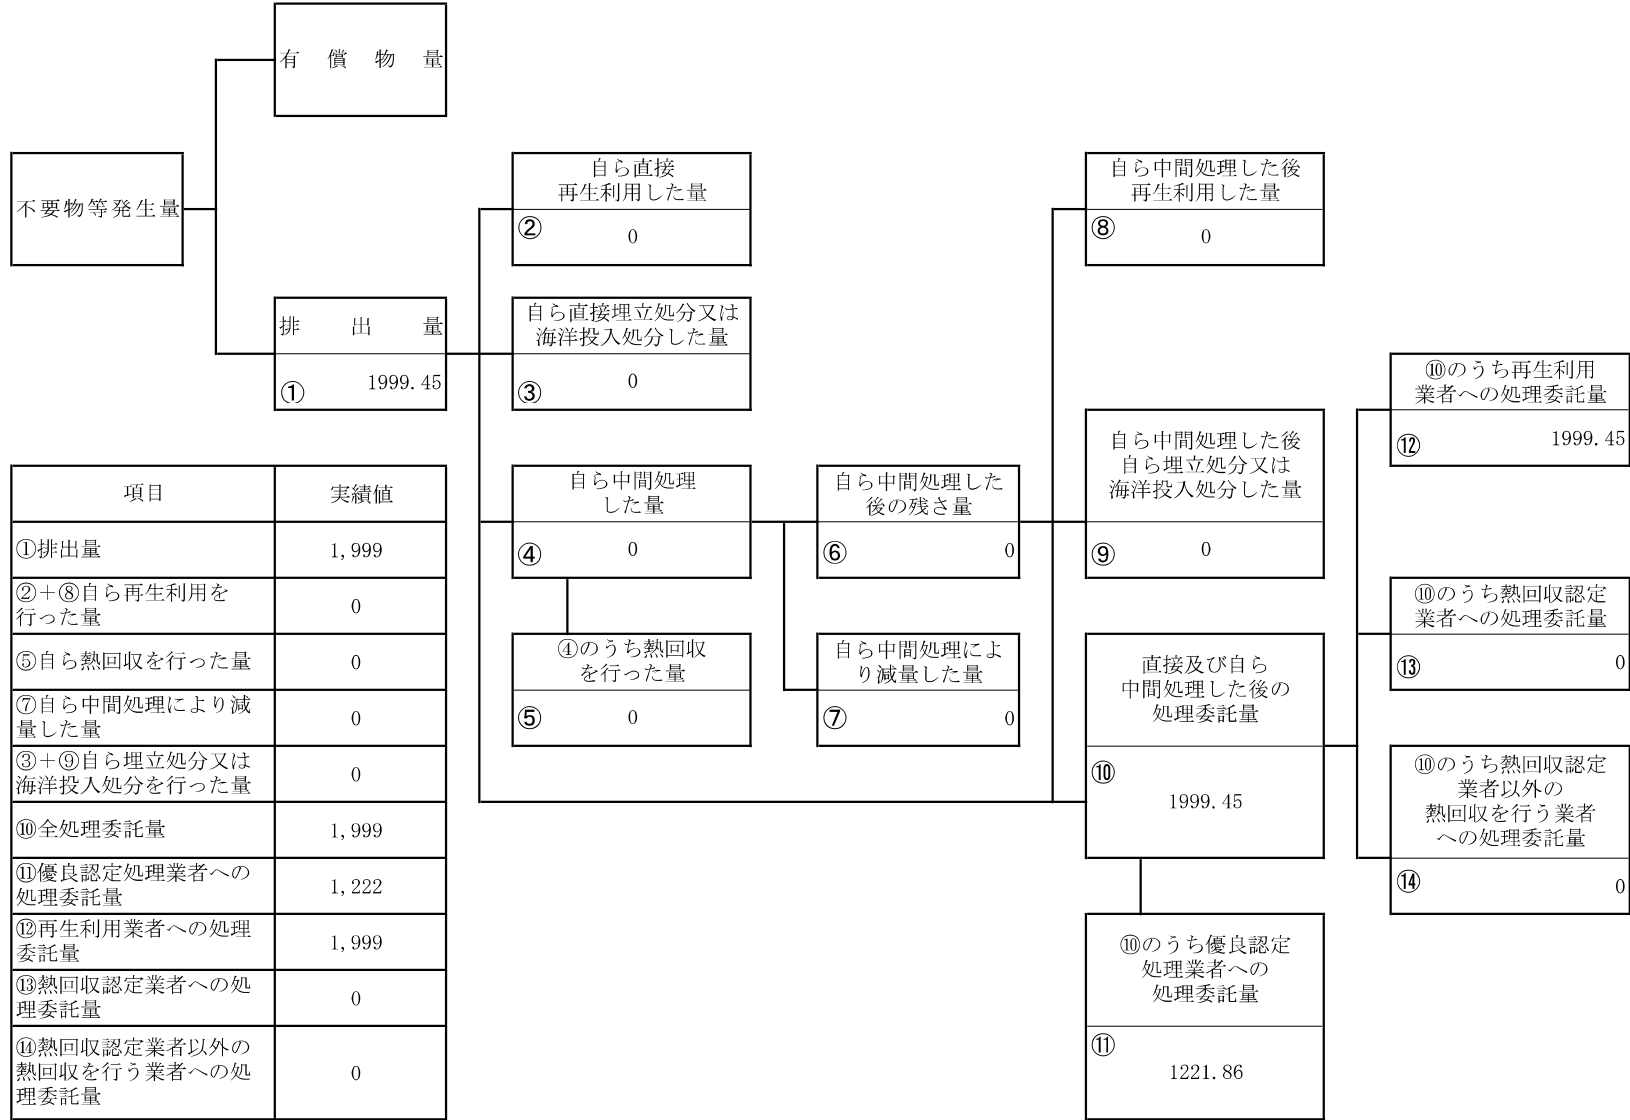 有償物量
不要物等発生量
排出量
①
1999.45
自ら直接
再生利用した量
②
0
自ら直接埋立処分又は
海洋投入処分した量
③
0
自ら中間処理
した量
④
0
④のうち熱回収
を行った量
⑤
0
自ら中間処理した
後の残さ量
⑥
0
自ら中間処理によ
り減量した量
⑦
0
自ら中間処理した後
再生利用した量
⑧
0
自ら中間処理した後
自ら埋立処分又は
海洋投入処分した量
⑨
0
直接及び自ら
中間処理した後の
処理委託量
⑩
1999.45
⑩のうち優良認定
処理業者への
処理委託量
⑪
1221.86
⑩のうち再生利用
業者への処理委託量
⑫
1999.45
⑩のうち熱回収認定
業者への処理委託量
⑬
0
⑩のうち熱回収認定
業者以外の
熱回収を行う業者
への処理委託量
⑭
0
項目 実績値
①排出量 1,999
②+⑧自ら再生利用を
行った量
0
⑤自ら熱回収を行った量 0
⑦自ら中間処理により減
量した量
0
③+⑨自ら埋立処分又は
海洋投入処分を行った量
0
⑩全処理委託量 1,999
⑪優良認定処理業者への
処理委託量
1,222
⑫再生利用業者への処理
委託量
1,999
⑬熱回収認定業者への処
理委託量
0
⑭熱回収認定業者以外の
熱回収を行う業者への処
理委託量
0